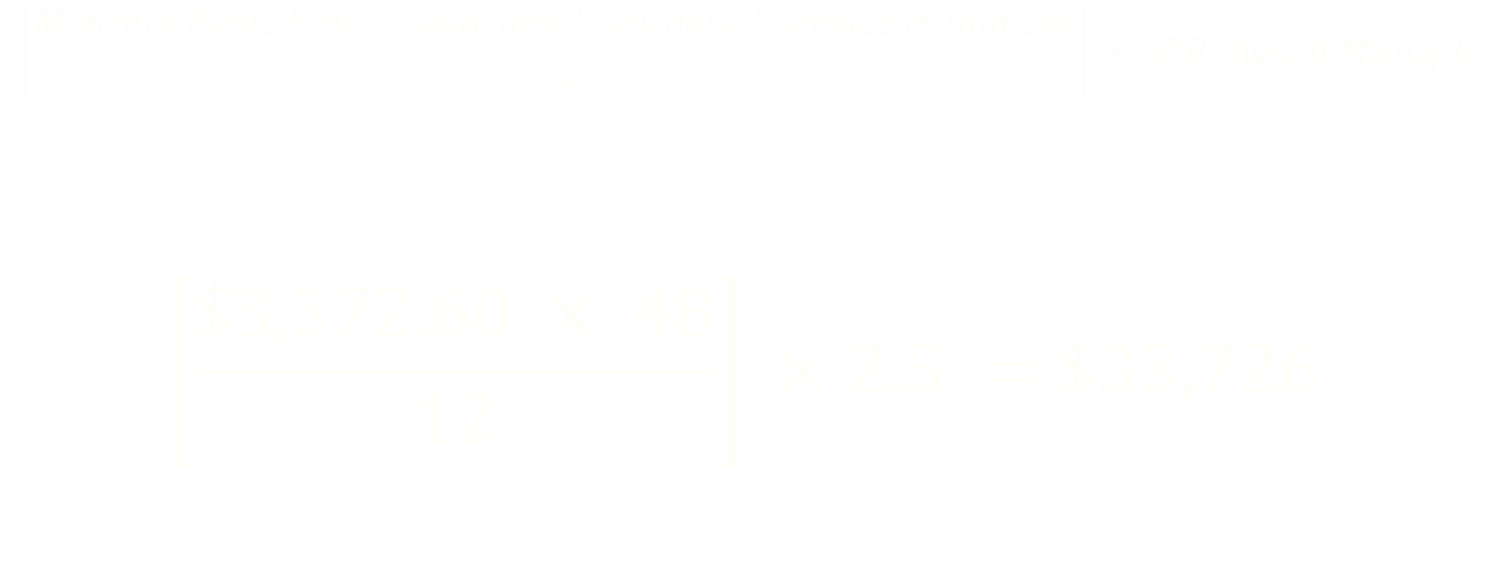 Monthly Basic Pay × Additional Obligated Service in months
12
× SRB Award Multiple
$3,372.60 × 48
12
× 2.5 = $33,726